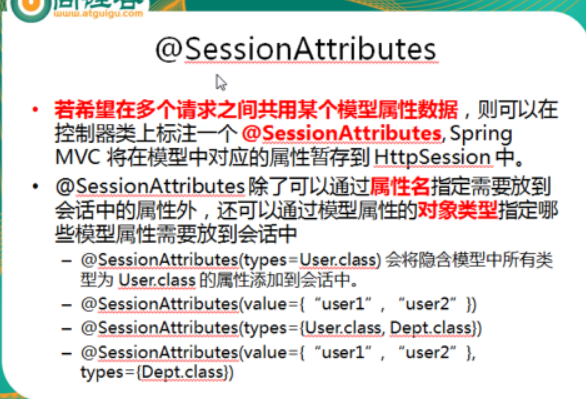 www.atguigu.com
@SessionAttributes
• 若希望在多个请求之间共用某个模型属性数据，则可以在
控制器类上标注一个 @SessionAttributes, Spring
MVC 将在模型中对应的属性暂存到 HttpSession 中。
• @SessionAttributes 除了可以通过属性名指定需要放到
会话中的属性外，还可以通过模型属性的对象类型指定哪
些模型属性需要放到会话中
– @SessionAttributes(types=User.class) 会将隐含模型中所有类
型为 User.class 的属性添加到会话中。
– @SessionAttributes(value={“user1”, “user2”})
– @SessionAttributes(types={User.class, Dept.class})
– @SessionAttributes(value={“user1”, “user2”},
types={Dept.class})